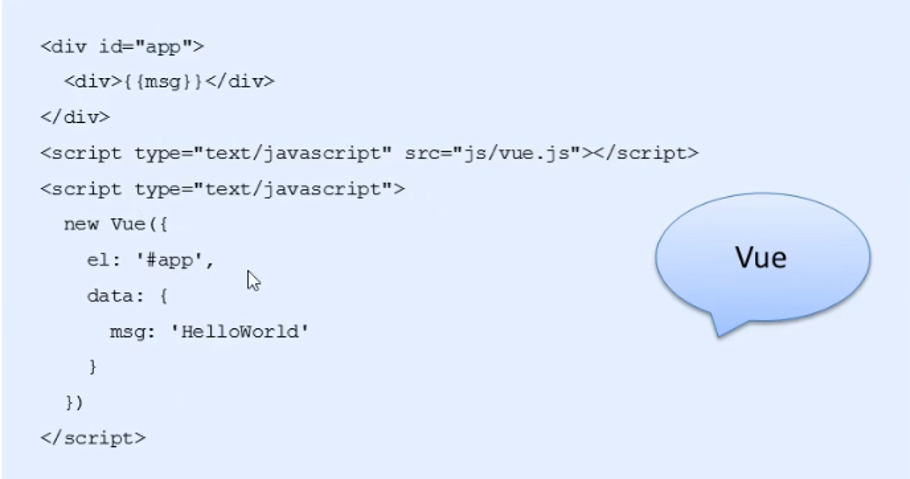 <div id="app">
  <div>{{msg}}</div>
</div>
<script type="text/javascript" src="js/vue.js"></script>
<script type="text/javascript">
  new Vue({
    el: '#app',
    data: {
      msg: 'HelloWorld'
    }
  })
</script>
Vue